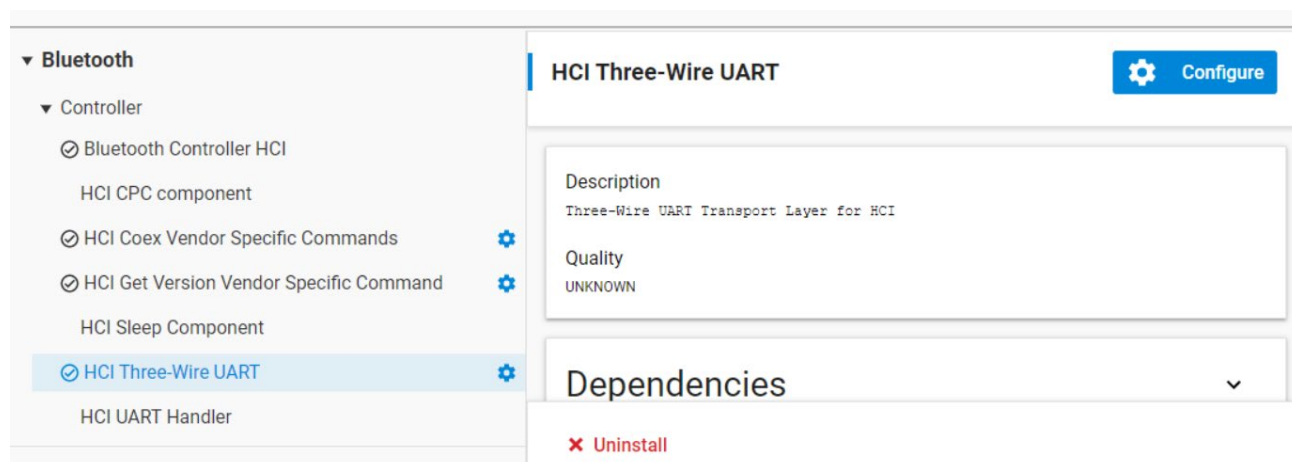 Bluetooth
Controller
Bluetooth Controller HCI
HCI CPC component
HCI Coex Vendor Specific Commands
HCI Get Version Vendor Specific Command
HCI Sleep Component
HCI Three-Wire UART
HCI UART Handler
HCI Three-Wire UART
Configure
Description
Three-Wire UART Transport Layer for HCI
Quality
UNKNOWN
Dependencies
Uninstall